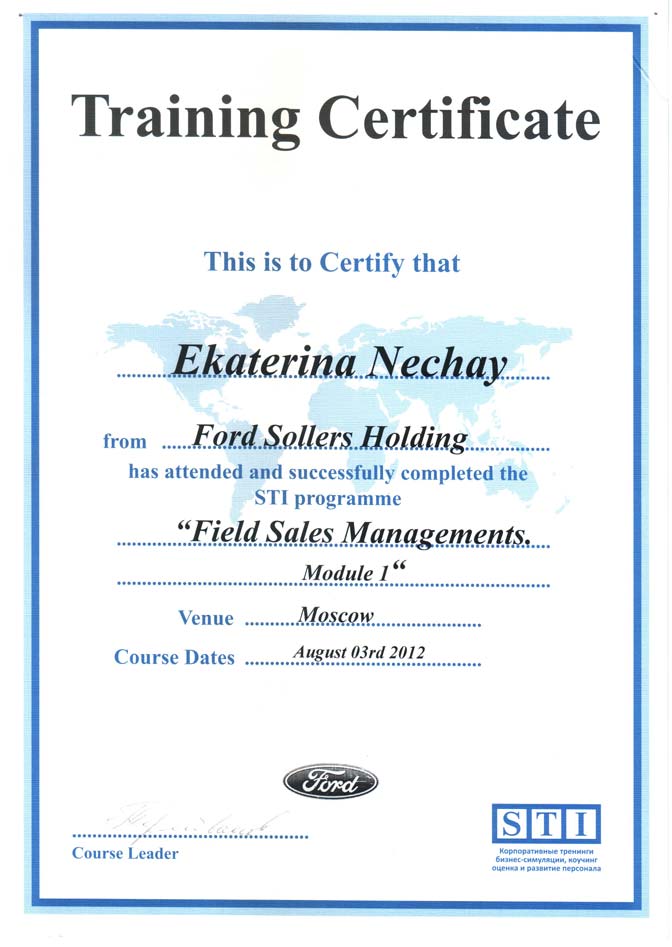 Training Certificate
This is to Certify that
Ekaterina Nechay
from Ford Sollers Holding
has attended and successfully completed the
STI programme
“Field Sales Managements.
Module 1“
Venue Moscow
Course Dates August 03rd 2012
Ford
Course Leader
STI
Корпоративные тренинги
бизнес-симуляции, коучинг
оценка и развитие персонала